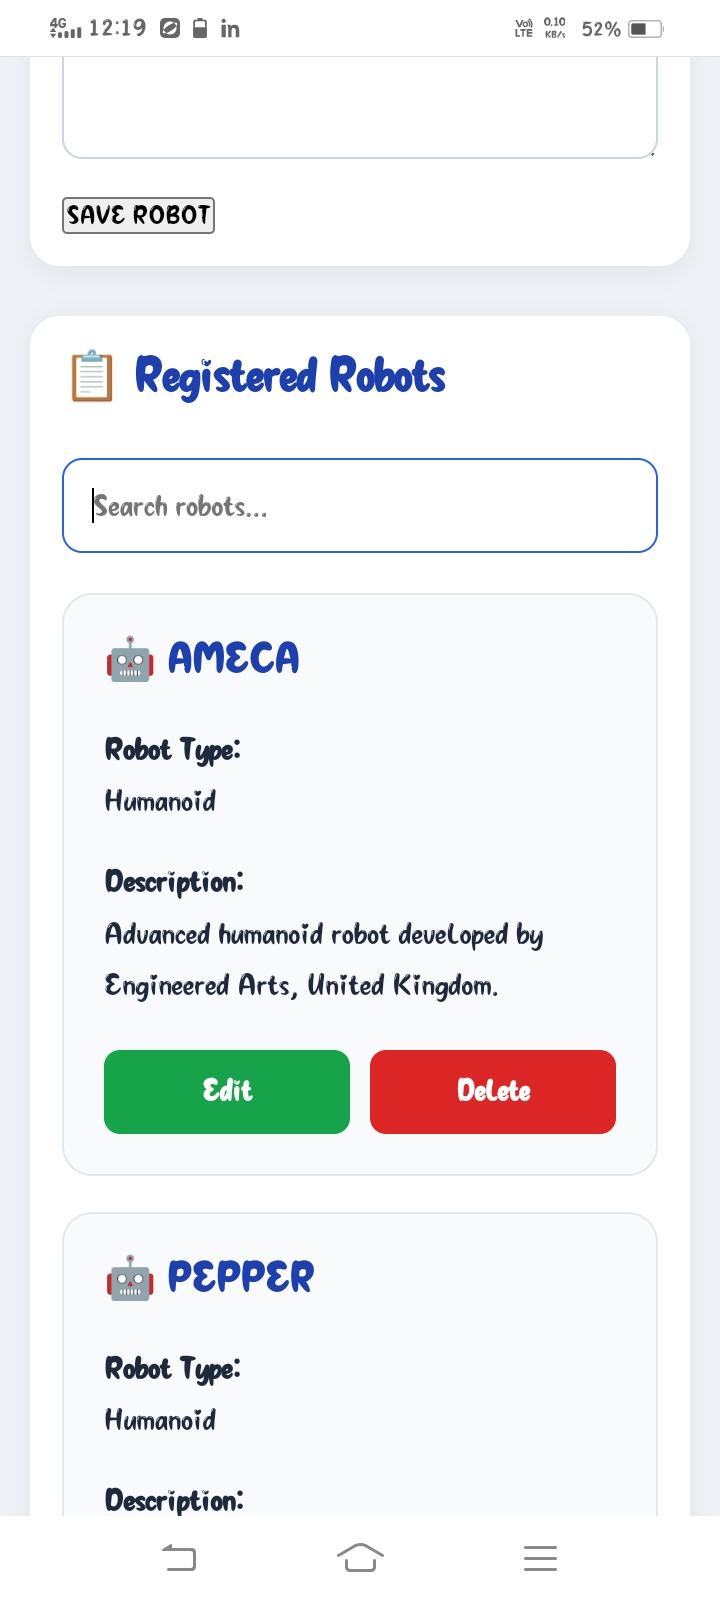 4G 12:19 in Vo) LTE 0.10 KB/s 52%
SAVE ROBOT
Registered Robots
Search robots...
AMECA
Robot Type:
Humanoid
Description:
Advanced humanoid robot developed by
Engineered Arts, United Kingdom.
Edit Delete
PEPPER
Robot Type:
Humanoid
Description: